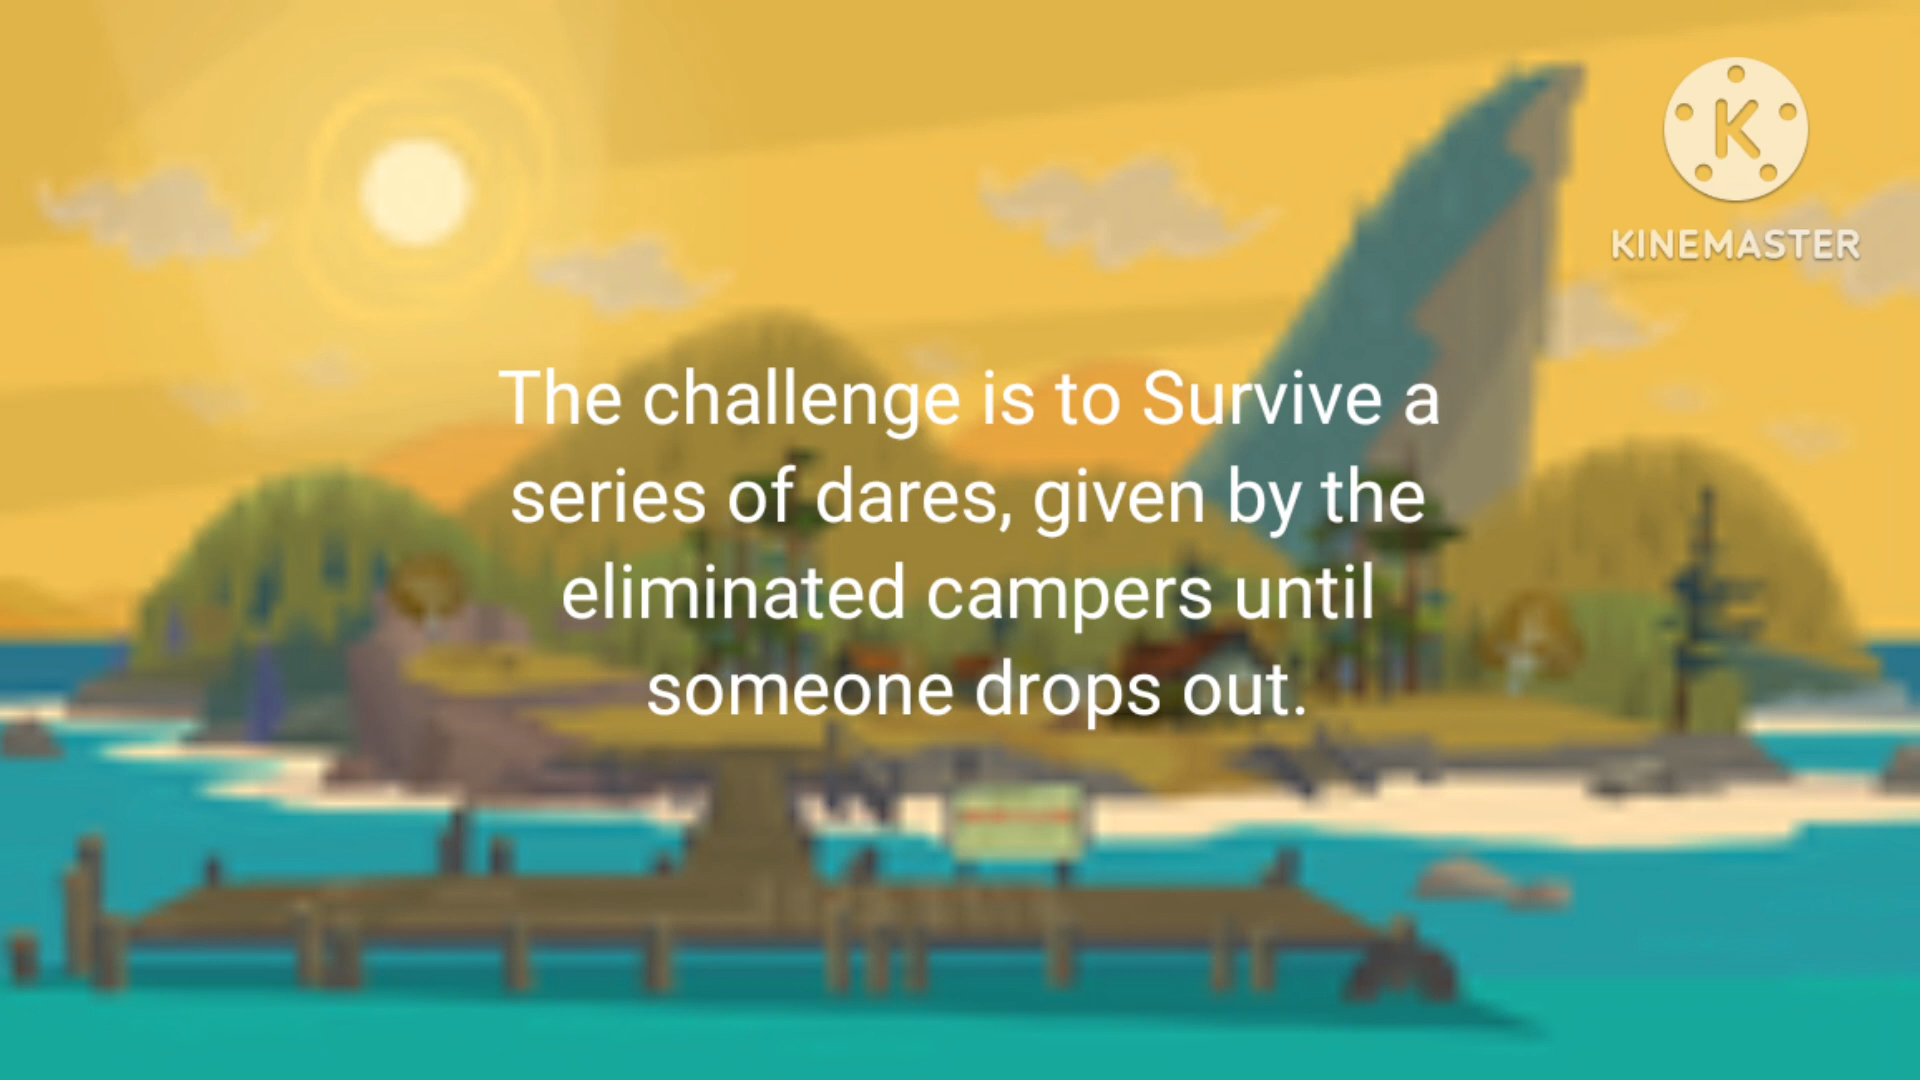 K
KINEMASTER
The challenge is to Survive a
series of dares, given by the
eliminated campers until
someone drops out.